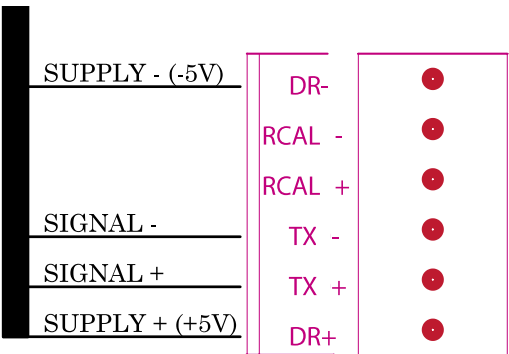 SUPPLY - (-5V)
DR-
RCAL -
RCAL +
SIGNAL -
TX -
SIGNAL +
TX +
SUPPLY + (+5V)
DR+